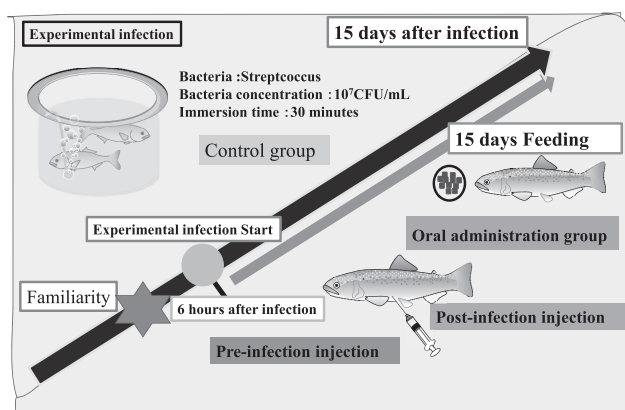 Experimental infection
15 days after infection
Bacteria :Streptcoccus
Bacteria concentration : 10⁷CFU/mL
Immersion time : 30 minutes
Control group
15 days Feeding
Experimental infection Start
Oral administration group
Familiarity
6 hours after infection
Post-infection injection
Pre-infection injection